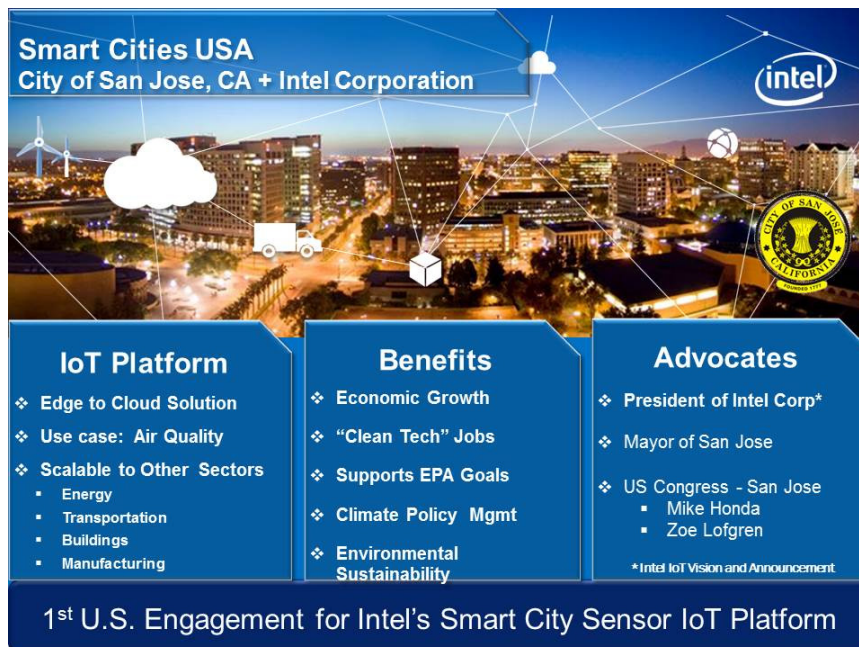 Smart Cities USA
City of San Jose, CA + Intel Corporation
intel
CITY OF SAN JOSE
CALIFORNIA
FOUNDED 1777
IoT Platform
❖ Edge to Cloud Solution
❖ Use case: Air Quality
❖ Scalable to Other Sectors
▪ Energy
▪ Transportation
▪ Buildings
▪ Manufacturing
Benefits
❖ Economic Growth
❖ “Clean Tech” Jobs
❖ Supports EPA Goals
❖ Climate Policy Mgmt
❖ Environmental
Sustainability
Advocates
❖ President of Intel Corp*
❖ Mayor of San Jose
❖ US Congress - San Jose
▪ Mike Honda
▪ Zoe Lofgren
* Intel IoT Vision and Announcement
1st U.S. Engagement for Intel’s Smart City Sensor IoT Platform